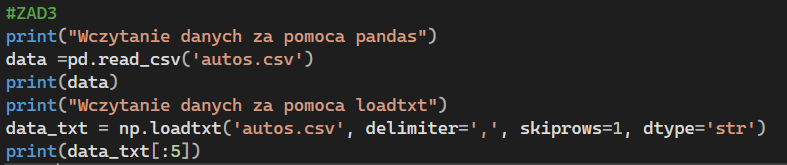 #ZAD3
print("Wczytanie danych za pomoca pandas")
data =pd.read_csv('autos.csv')
print(data)
print("Wczytanie danych za pomoca loadtxt")
data_txt = np.loadtxt('autos.csv', delimiter=',', skiprows=1, dtype='str')
print(data_txt[:5])